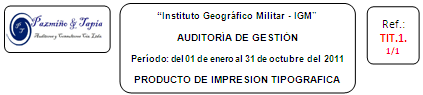 Pazmiño & Tapia
Auditores y Consultores Cía. Ltda.
“Instituto Geográfico Militar - IGM¨
AUDITORÍA DE GESTIÓN
Período: del 01 de enero al 31 de octubre del 2011
PRODUCTO DE IMPRESION TIPOGRAFICA
Ref.:
TIT.1.
1/1